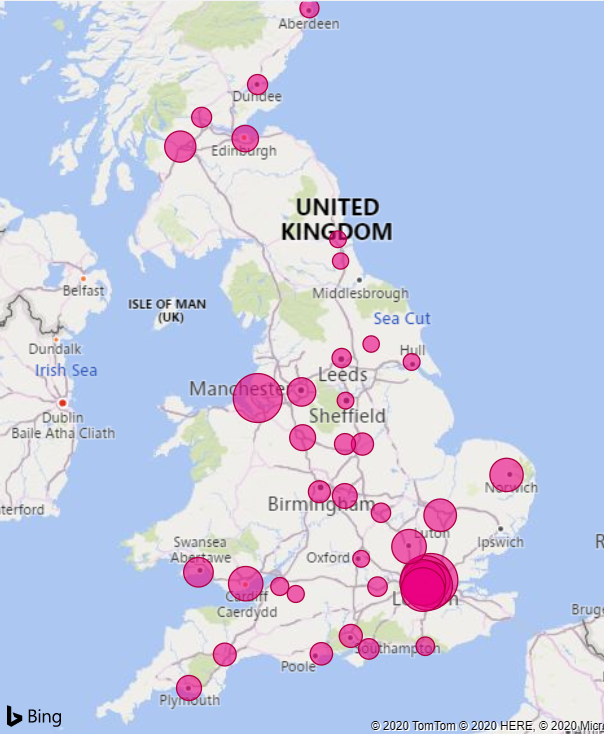 Aberdeen
Dundee
Edinburgh
UNITED
KINGDOM
Belfast
ISLE OF MAN
(UK)
Middlesbrough
Sea Cut
Dundalk
Hull
Irish Sea
Leeds
Manchester
Dublin
Baile Atha Cliath
Sheffield
Norwich
Birmingham
terford
Luton
Ipswich
Swansea
Abertawe
Oxford
R
Cardiff
Caerdydd
L n
Bruge
Southampton
Poole
Plymouth
Bing
© 2020 TomTom © 2020 HERE, © 2020 Micr